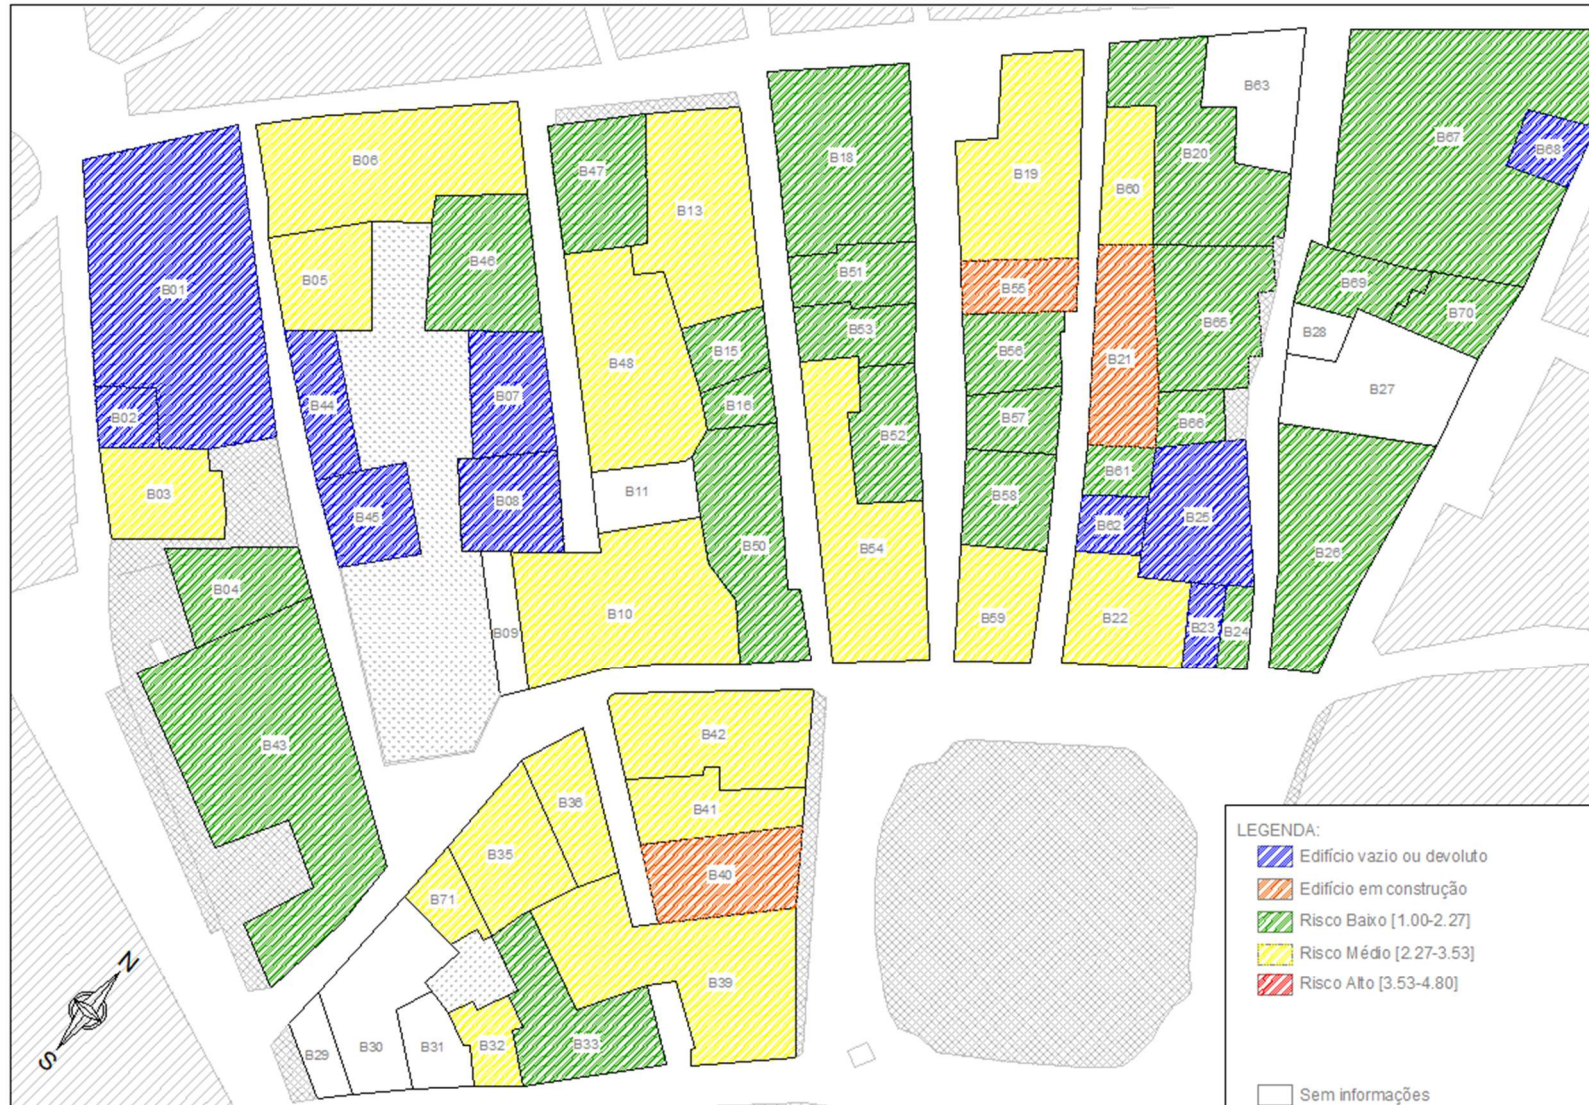 B63
B67
B68
B06
B18
B20
B47
B19
B60
B13
B46
B05
B51
B69
B01
B55
B70
B53
B65
B28
B15
B56
B21
B48
B27
B07
B44
B16
B02
B57
B66
B52
B61
B11
B03
B58
B08
B45
B62
B25
B50
B54
B26
B04
B10
B59
B22
B09
B23
B24
B42
B43
B36
B41
B35
B40
B71
B39
B33
B32
B31
B30
B29
N
S
LEGENDA:
Edifício vazio ou devoluto
Edifício em construção
Risco Baixo [1.00-2.27]
Risco Médio [2.27-3.53]
Risco Alto [3.53-4.80]
Sem informações